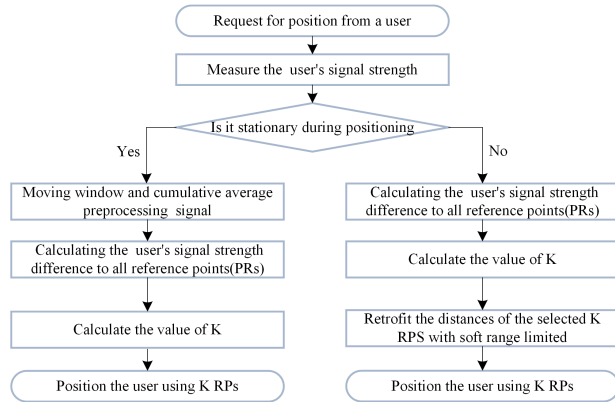 Request for position from a user
Measure the user's signal strength
Is it stationary during positioning
Yes
No
Moving window and cumulative average
preprocessing signal
Calculating the user's signal strength
difference to all reference points(PRs)
Calculate the value of K
Position the user using K RPs
Calculating the user's signal strength
difference to all reference points(PRs)
Calculate the value of K
Retrofit the distances of the selected K
RPS with soft range limited
Position the user using K RPs